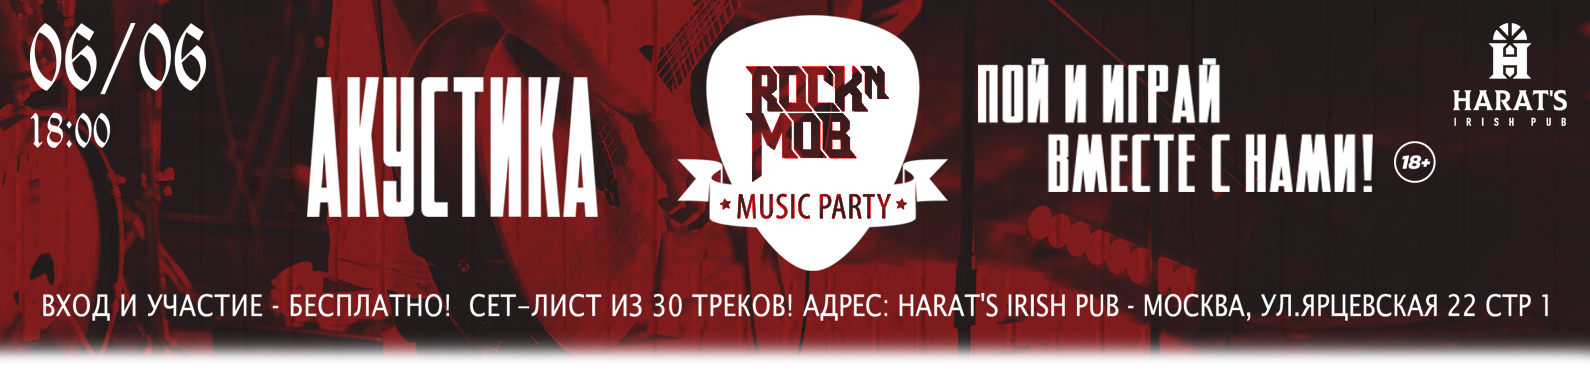 06/06
18:00
АКУСТИКА
ROCK'N
MOB
MUSIC PARTY
ПОЙ И ИГРАЙ
ВМЕСТЕ С НАМИ!
18+
HARAT'S
IRISH PUB
ВХОД И УЧАСТИЕ - БЕСПЛАТНО! СЕТ-ЛИСТ ИЗ 30 ТРЕКОВ! АДРЕС: HARAT'S IRISH PUB - МОСКВА, УЛ.ЯРЦЕВСКАЯ 22 СТР 1